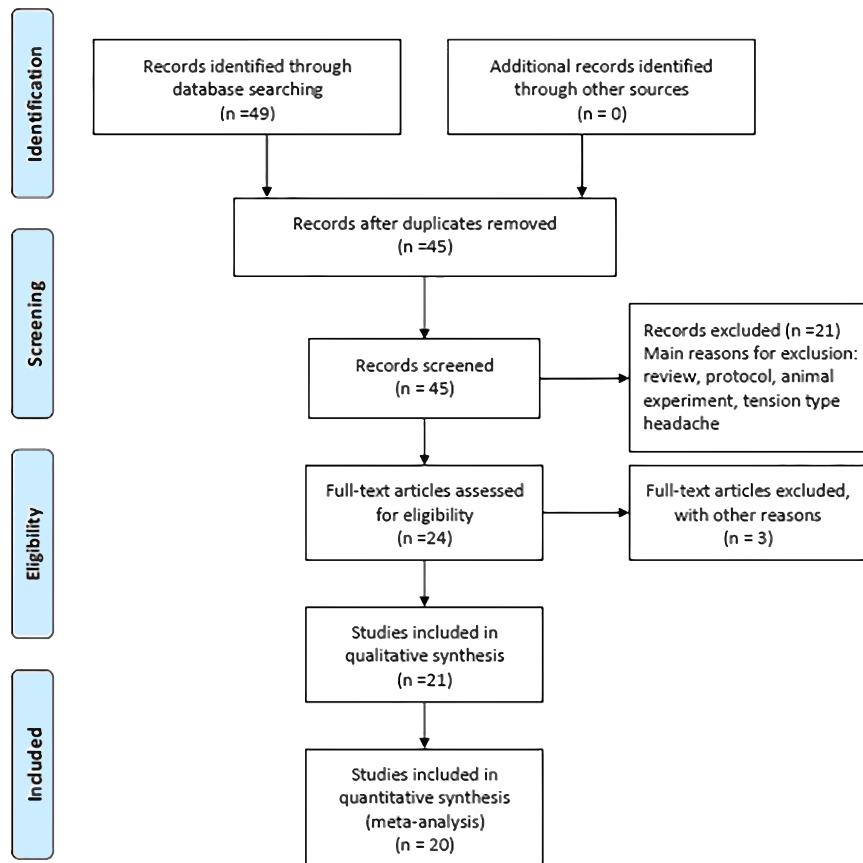 Identification
Records identified through
database searching
(n =49)
Additional records identified
through other sources
(n = 0)
Records after duplicates removed
(n =45)
Screening
Records screened
(n = 45)
Records excluded (n =21)
Main reasons for exclusion:
review, protocol, animal
experiment, tension type
headache
Eligibility
Full-text articles assessed
for eligibility
(n =24)
Full-text articles excluded,
with other reasons
(n = 3)
Studies included in
qualitative synthesis
(n =21)
Included
Studies included in
quantitative synthesis
(meta-analysis)
(n = 20)